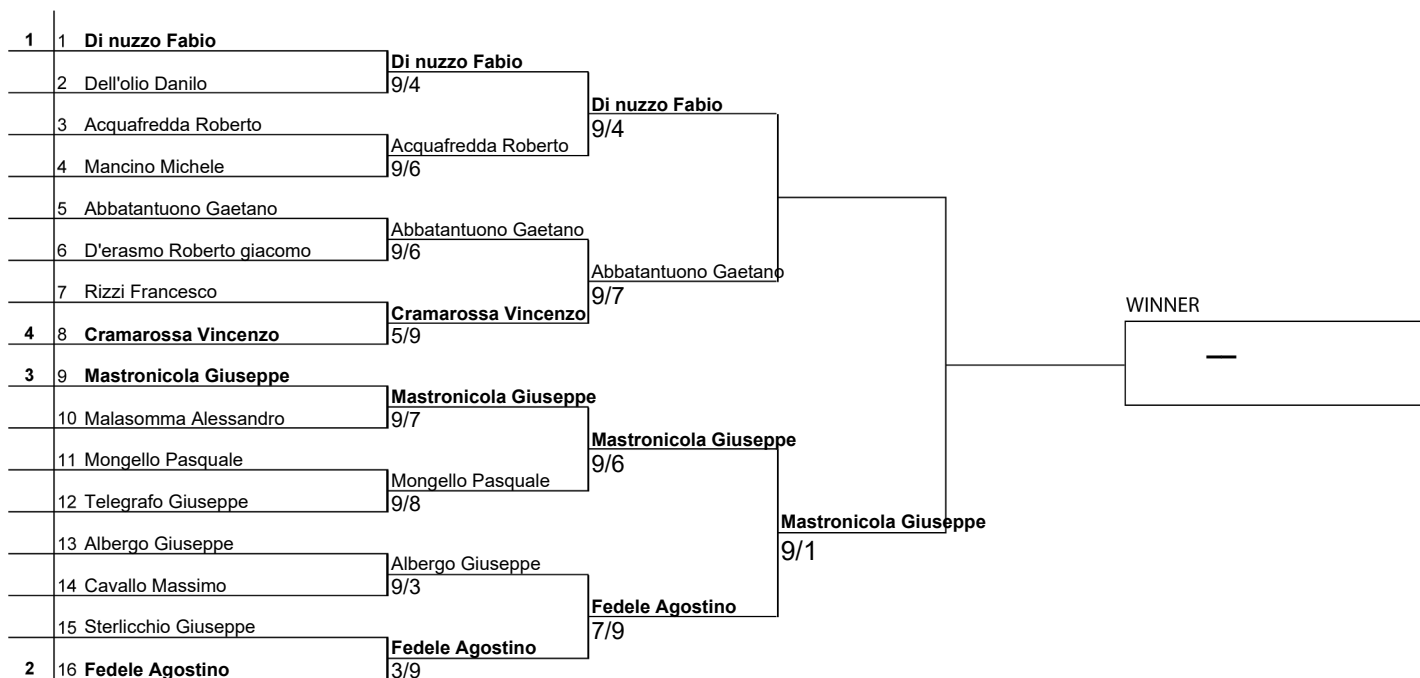 1 1 Di nuzzo Fabio
Di nuzzo Fabio
2 Dell'olio Danilo
9/4
Di nuzzo Fabio
3 Acquafredda Roberto
9/4
Acquafredda Roberto
4 Mancino Michele
9/6
5 Abbatantuono Gaetano
Abbatantuono Gaetano
6 D'erasmo Roberto giacomo
9/6
Abbatantuono Gaetano
7 Rizzi Francesco
9/7
WINNER
Cramarossa Vincenzo
4 8 Cramarossa Vincenzo
5/9
—
3 9 Mastronicola Giuseppe
Mastronicola Giuseppe
10 Malasomma Alessandro
9/7
Mastronicola Giuseppe
11 Mongello Pasquale
9/6
Mongello Pasquale
12 Telegrafo Giuseppe
9/8
Mastronicola Giuseppe
13 Albergo Giuseppe
9/1
Albergo Giuseppe
14 Cavallo Massimo
9/3
Fedele Agostino
15 Sterlicchio Giuseppe
7/9
Fedele Agostino
2 16 Fedele Agostino
3/9